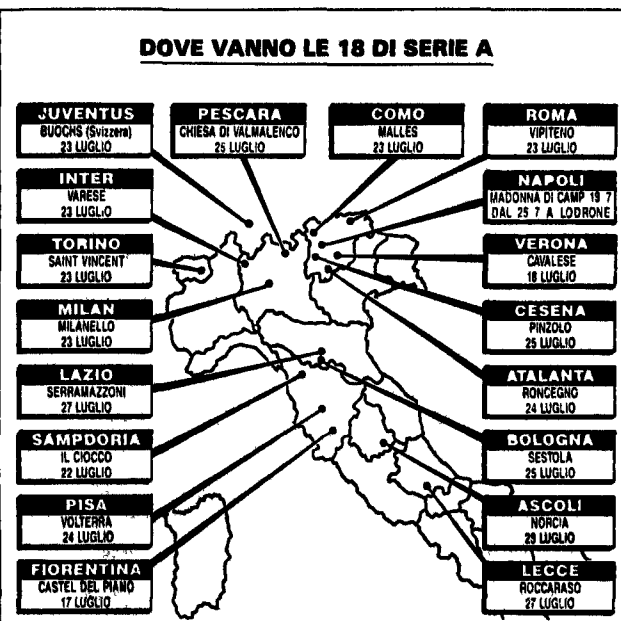 DOVE VANNO LE 18 DI SERIE A
JUVENTUS
BUOCHS (Svizzera)
23 LUGLIO
PESCARA
CHIESA DI VALMALENCO
25 LUGLIO
COMO
MALLES
23 LUGLIO
ROMA
VIPITENO
23 LUGLIO
INTER
VARESE
23 LUGLIO
NAPOLI
MADONNA DI CAMP 19 7
DAL 25 7 A LODRONE
TORINO
SAINT VINCENT
23 LUGLIO
VERONA
CAVALESE
18 LUGLIO
MILAN
MILANELLO
23 LUGLIO
CESENA
PINZOLO
25 LUGLIO
LAZIO
SERRAMAZZONI
27 LUGLIO
ATALANTA
RONCEGNO
24 LUGLIO
SAMPDORIA
IL CIOCCO
22 LUGLIO
BOLOGNA
SESTOLA
25 LUGLIO
PISA
VOLTERRA
24 LUGLIO
ASCOLI
NORCIA
29 LUGLIO
FIORENTINA
CASTEL DEL PIANO
17 LUGLIO
LECCE
ROCCARASO
27 LUGLIO